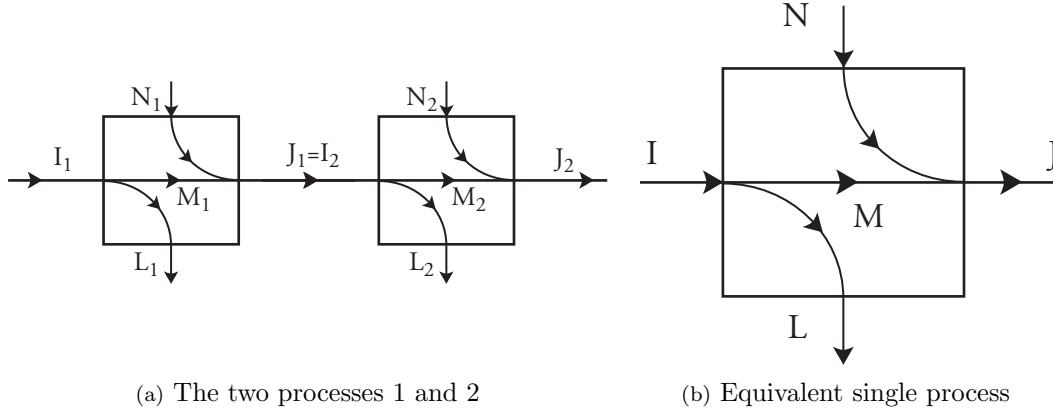 N₁
N₂
N
I₁
J₁=I₂
J₂
I
J
M₁
M₂
M
L₁
L₂
L
(a) The two processes 1 and 2
(b) Equivalent single process